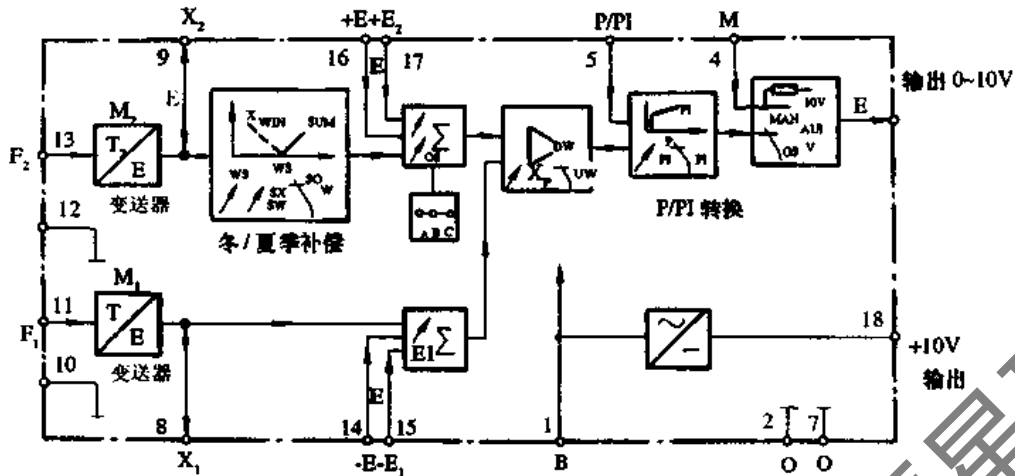 X₂
+E+E₂
P/PI
M
9
16
E
17
5
4
输出 0~10V
M₂
E
13
T
E
F₂
变送器
X WIN SUM
WS
WS
SX
SW
SO
W
冬/夏季补偿
Σ
A B C
DW
X
P
UW
PI
PI
PI
P/PI 转换
10V
MAN
V
OS
E
12
M₁
11
T
E
F₁
变送器
10
E1 Σ
E
18
+10V
输出
8
14
15
1
2
7
X₁
-E-E₁
B
O
O